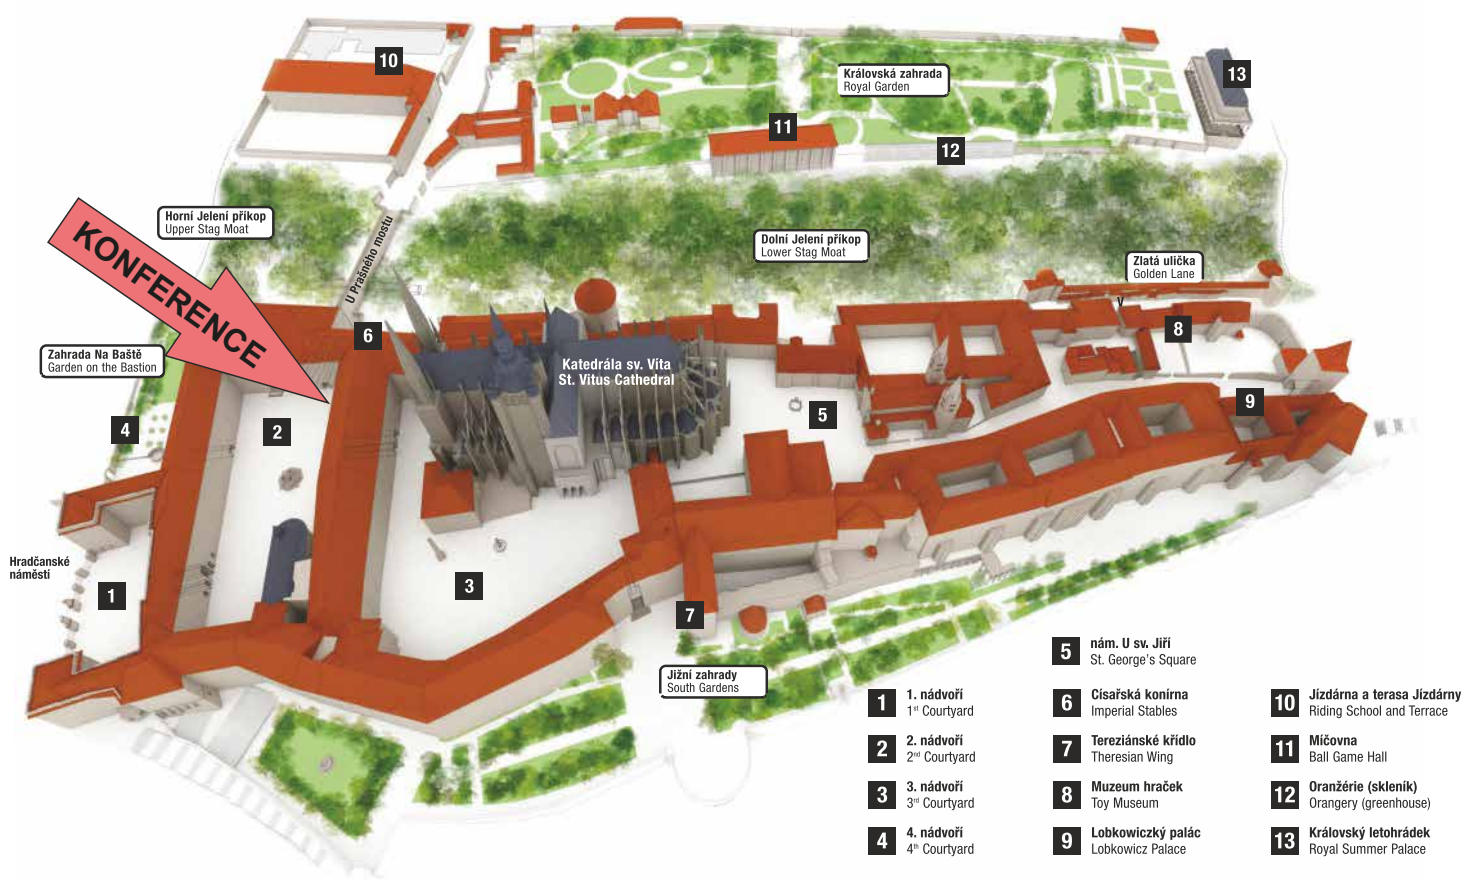 10
13
Královská zahrada
Royal Garden
11
12
Horní Jelení příkop
Upper Stag Moat
U Prašného mostu
Dolní Jelení příkop
Lower Stag Moat
Zlatá ulička
Golden Lane
KONFERENCE
V
6
8
Zahrada Na Baště
Garden on the Bastion
Katedrála sv. Víta
St. Vitus Cathedral
9
4
2
5
Hradčanské
náměstí
1
3
7
Jižní zahrady
South Gardens
5 nám. U sv. Jiří
St. George's Square
1 1. nádvoří
1st Courtyard
2 2. nádvoří
2nd Courtyard
3 3. nádvoří
3rd Courtyard
4 4. nádvoří
4th Courtyard
6 Císařská konírna
Imperial Stables
7 Tereziánské křídlo
Theresian Wing
8 Muzeum hraček
Toy Museum
9 Lobkowiczký palác
Lobkowicz Palace
10 Jízdárna a terasa Jízdárny
Riding School and Terrace
11 Míčovna
Ball Game Hall
12 Oranžérie (skleník)
Orangery (greenhouse)
13 Královský letohrádek
Royal Summer Palace